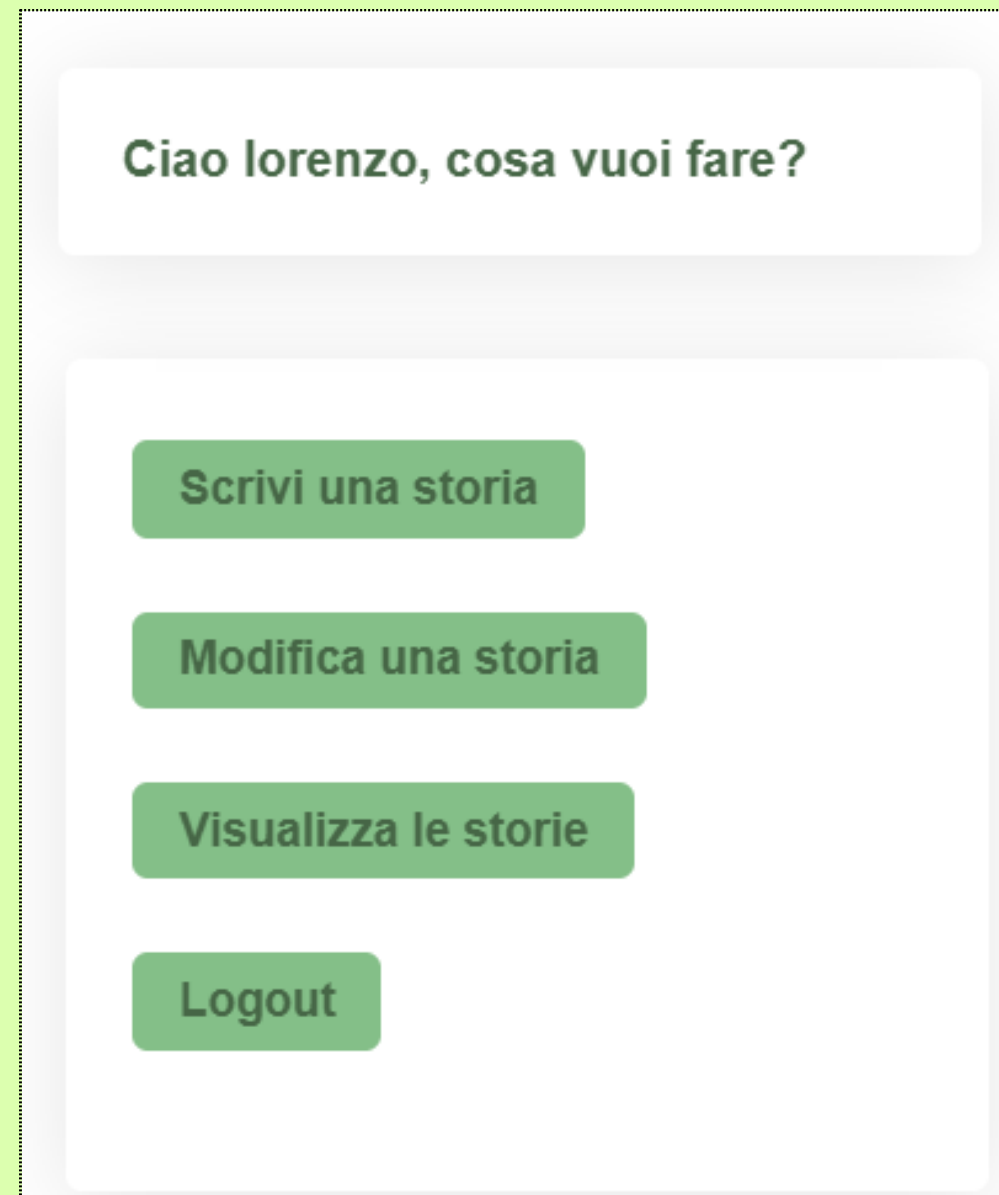 Ciao lorenzo, cosa vuoi fare?
Scrivi una storia
Modifica una storia
Visualizza le storie
Logout